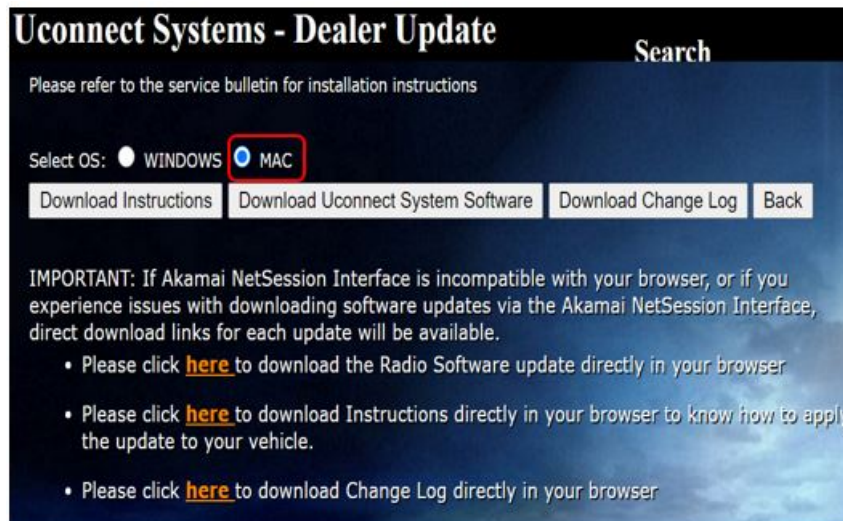 Uconnect Systems - Dealer Update
Search
Please refer to the service bulletin for installation instructions
Select OS: WINDOWS MAC
Download Instructions Download Uconnect System Software Download Change Log Back
IMPORTANT: If Akamai NetSession Interface is incompatible with your browser, or if you
experience issues with downloading software updates via the Akamai NetSession Interface,
direct download links for each update will be available.
• Please click here to download the Radio Software update directly in your browser
• Please click here to download Instructions directly in your browser to know how to apply
the update to your vehicle.
• Please click here to download Change Log directly in your browser